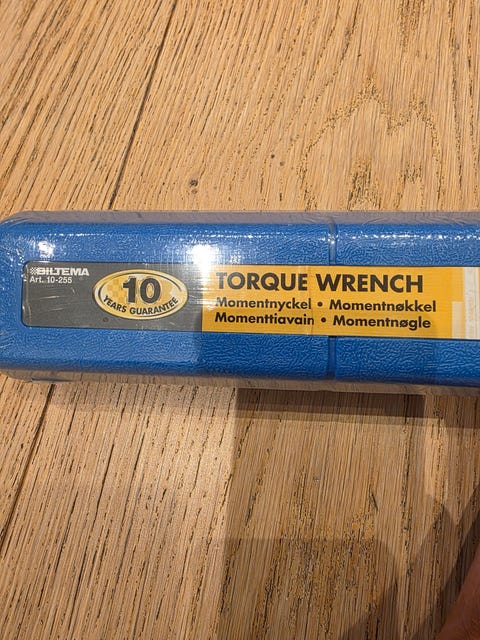 BILTEMA
Art. 10-255
10
YEARS GUARANTEE
TORQUE WRENCH
Momentnyckel • Momentnøkkel
Momenttiavain • Momentnøgle